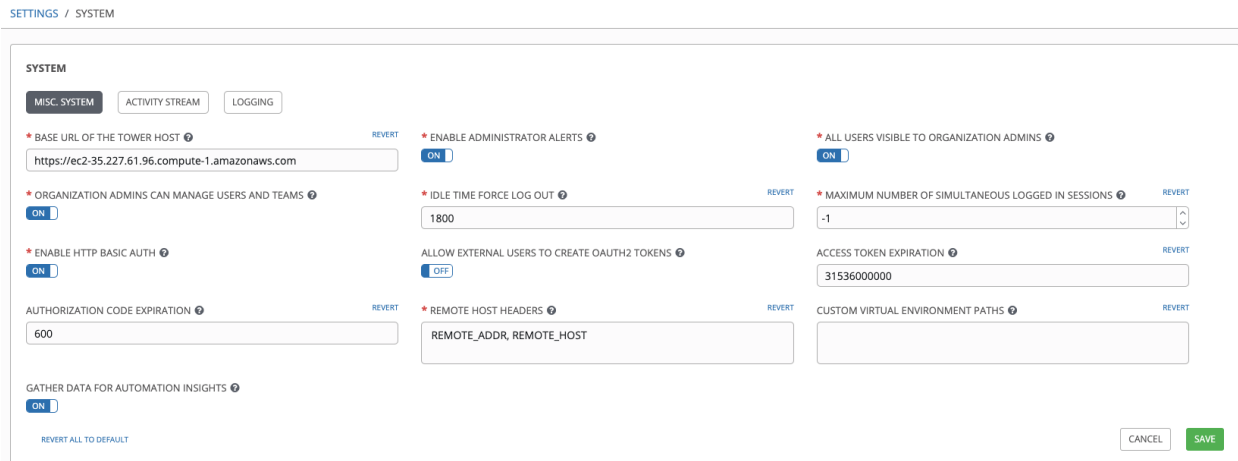 SETTINGS / SYSTEM
SYSTEM
MISC. SYSTEM ACTIVITY STREAM LOGGING
* BASE URL OF THE TOWER HOST REVERT * ENABLE ADMINISTRATOR ALERTS * ALL USERS VISIBLE TO ORGANIZATION ADMINS
https://ec2-35.227.61.96.compute-1.amazonaws.com ON ON
* ORGANIZATION ADMINS CAN MANAGE USERS AND TEAMS * IDLE TIME FORCE LOG OUT REVERT * MAXIMUM NUMBER OF SIMULTANEOUS LOGGED IN SESSIONS REVERT
ON 1800 -1
* ENABLE HTTP BASIC AUTH ALLOW EXTERNAL USERS TO CREATE OAUTH2 TOKENS ACCESS TOKEN EXPIRATION REVERT
ON OFF 31536000000
AUTHORIZATION CODE EXPIRATION REVERT * REMOTE HOST HEADERS REVERT CUSTOM VIRTUAL ENVIRONMENT PATHS REVERT
600 REMOTE_ADDR, REMOTE_HOST
GATHER DATA FOR AUTOMATION INSIGHTS
ON
REVERT ALL TO DEFAULT CANCEL SAVE